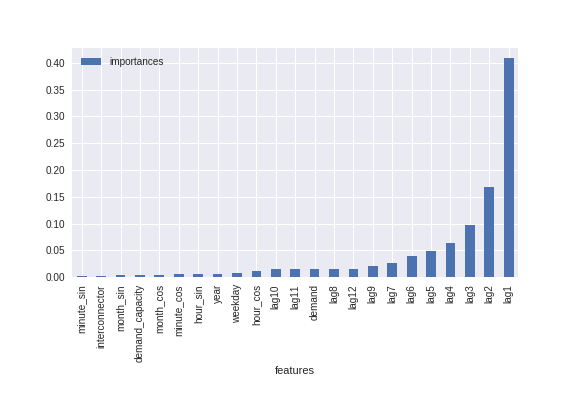 importances
0.40
0.35
0.30
0.25
0.20
0.15
0.10
0.05
0.00
minute_sin
interconnector
month_sin
demand_capacity
month_cos
minute_cos
hour_sin
year
weekday
hour_cos
lag10
lag11
demand
lag8
lag12
lag9
lag7
lag6
lag5
lag4
lag3
lag2
lag1
features